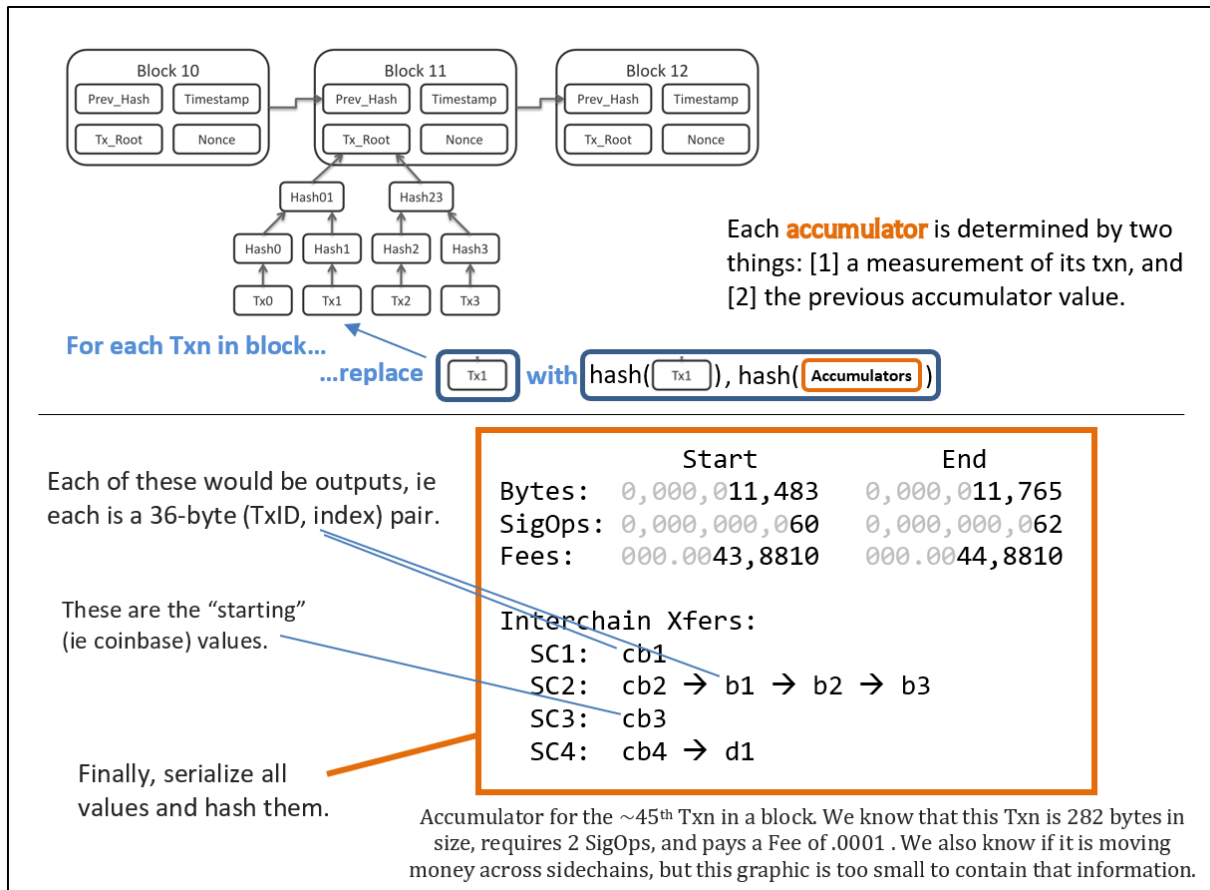 Block 10
Block 11
Block 12
Prev_Hash Timestamp
Prev_Hash Timestamp
Prev_Hash Timestamp
Tx_Root Nonce
Tx_Root Nonce
Tx_Root Nonce
Hash01 Hash23
Hash0 Hash1 Hash2 Hash3
Tx0 Tx1 Tx2 Tx3
Each accumulator is determined by two
things: [1] a measurement of its txn, and
[2] the previous accumulator value.
For each Txn in block...
...replace Tx1 with hash( Tx1 ), hash( Accumulators )
Each of these would be outputs, ie
each is a 36-byte (TxID, index) pair.
These are the “starting”
(ie coinbase) values.
Finally, serialize all
values and hash them.
Start End
Bytes: 0,000,011,483 0,000,011,765
SigOps: 0,000,000,060 0,000,000,062
Fees: 000.0043,8810 000.0044,8810
Interchain Xfers:
SC1: cb1
SC2: cb2 → b1 → b2 → b3
SC3: cb3
SC4: cb4 → d1
Accumulator for the ~45th Txn in a block. We know that this Txn is 282 bytes in
size, requires 2 SigOps, and pays a Fee of .0001 . We also know if it is moving
money across sidechains, but this graphic is too small to contain that information.